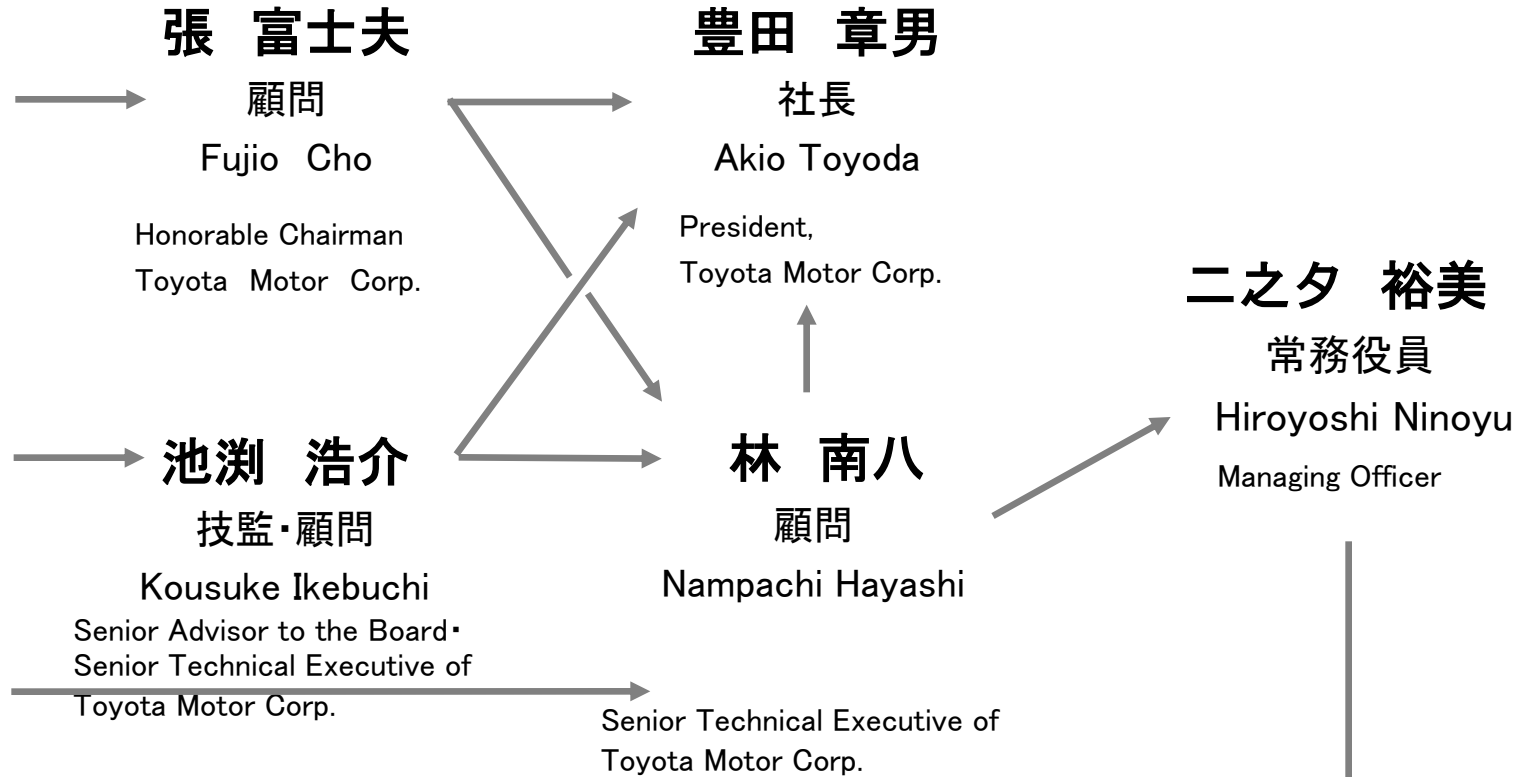 張　富士夫
顧問
Fujio　Cho
Honorable Chairman
Toyota　Motor　Corp.
豊田　章男
社長
Akio Toyoda
President,
Toyota Motor Corp.
池渕　浩介
技監・顧問
Kousuke Ikebuchi
Senior Advisor to the Board・
Senior Technical Executive of
Toyota Motor Corp.
林　南八
顧問
Nampachi Hayashi
Senior Technical Executive of
Toyota Motor Corp.
二之夕　裕美
常務役員
Hiroyoshi Ninoyu
Managing Officer